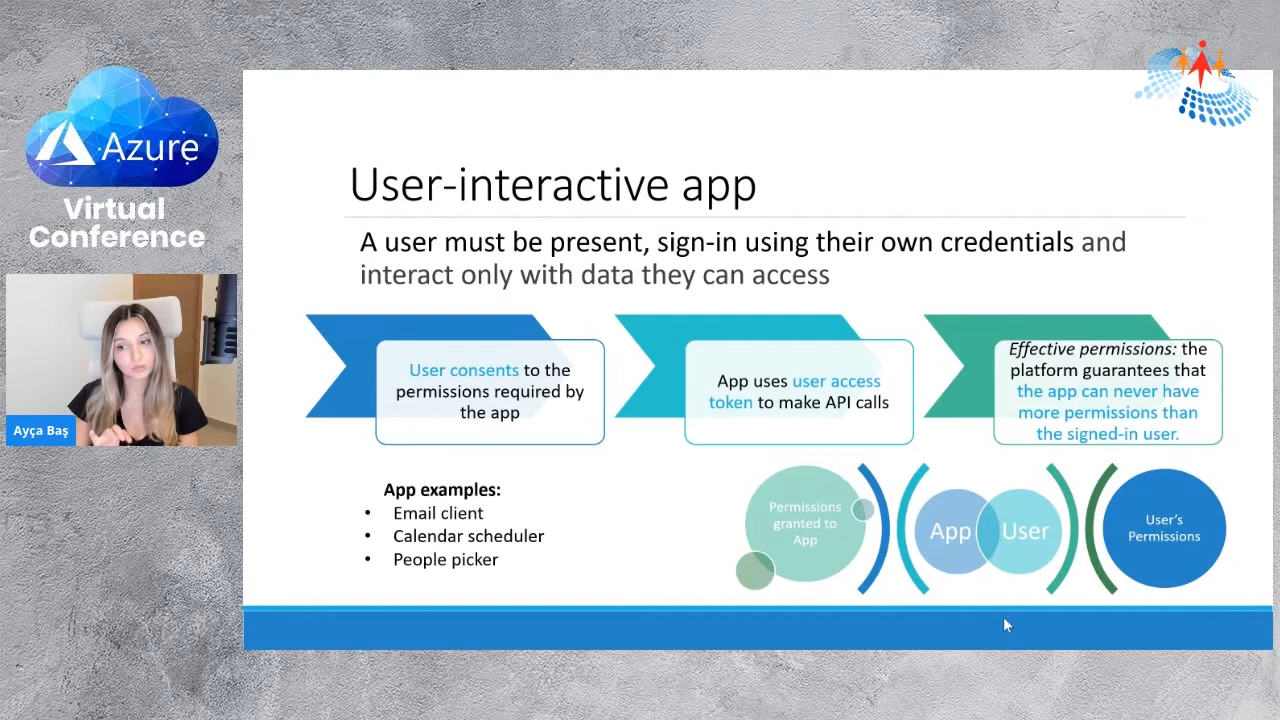 Azure
Virtual
Conference
Ayça Baş
User-interactive app
A user must be present, sign-in using their own credentials and
interact only with data they can access
User consents to the
permissions required by
the app
App uses user access
token to make API calls
Effective permissions: the
platform guarantees that
the app can never have
more permissions than
the signed-in user.
App examples:
• Email client
• Calendar scheduler
• People picker
Permissions
granted to
App
App
User
User's
Permissions